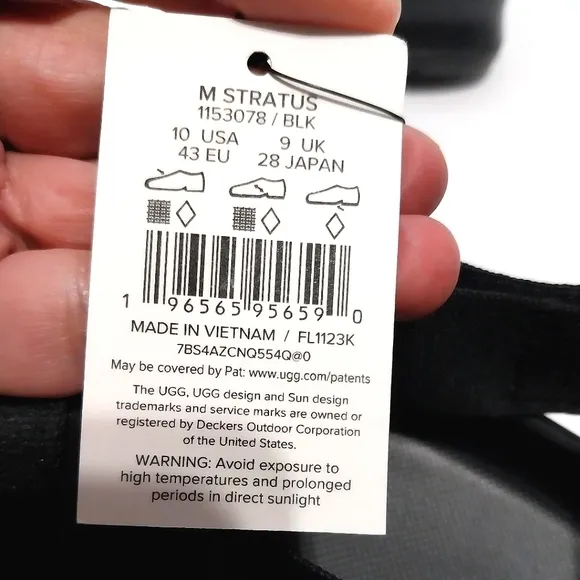 M STRATUS
1153078 / BLK
10 USA 9 UK
43 EU 28 JAPAN
1 96565 95659 0
MADE IN VIETNAM / FL1123K
7BS4AZCNQ554Q@0
May be covered by Pat: www.ugg.com/patents
The UGG, UGG design and Sun design
trademarks and service marks are owned or
registered by Deckers Outdoor Corporation
of the United States.
WARNING: Avoid exposure to
high temperatures and prolonged
periods in direct sunlight